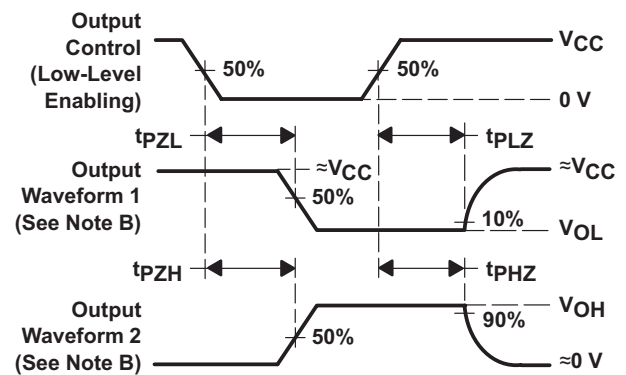 Output
Control
(Low-Level
Enabling)
50%
50%
VCC
0 V
tPZL
tPLZ
Output
Waveform 1
(See Note B)
≈VCC
50%
≈VCC
10%
VOL
tPZH
tPHZ
Output
Waveform 2
(See Note B)
50%
VOH
90%
≈0 V